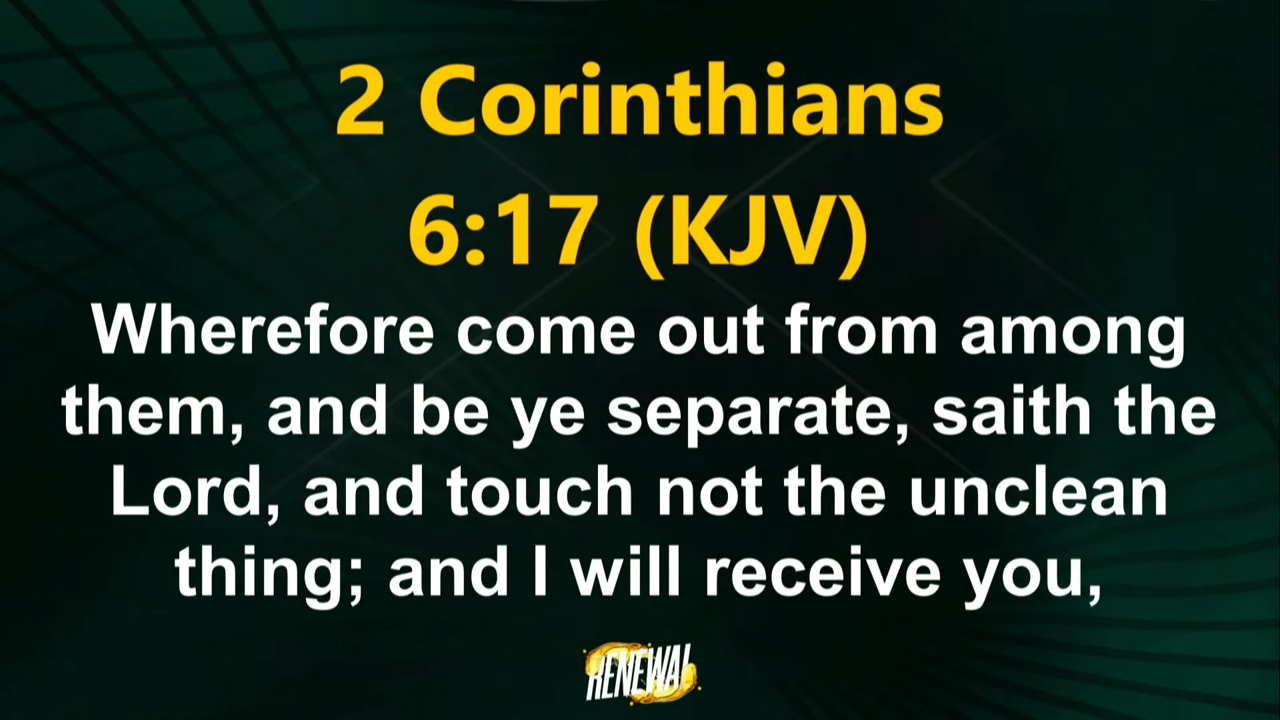 2 Corinthians
6:17 (KJV)
Wherefore come out from among
them, and be ye separate, saith the
Lord, and touch not the unclean
thing; and I will receive you,
RENEWAL